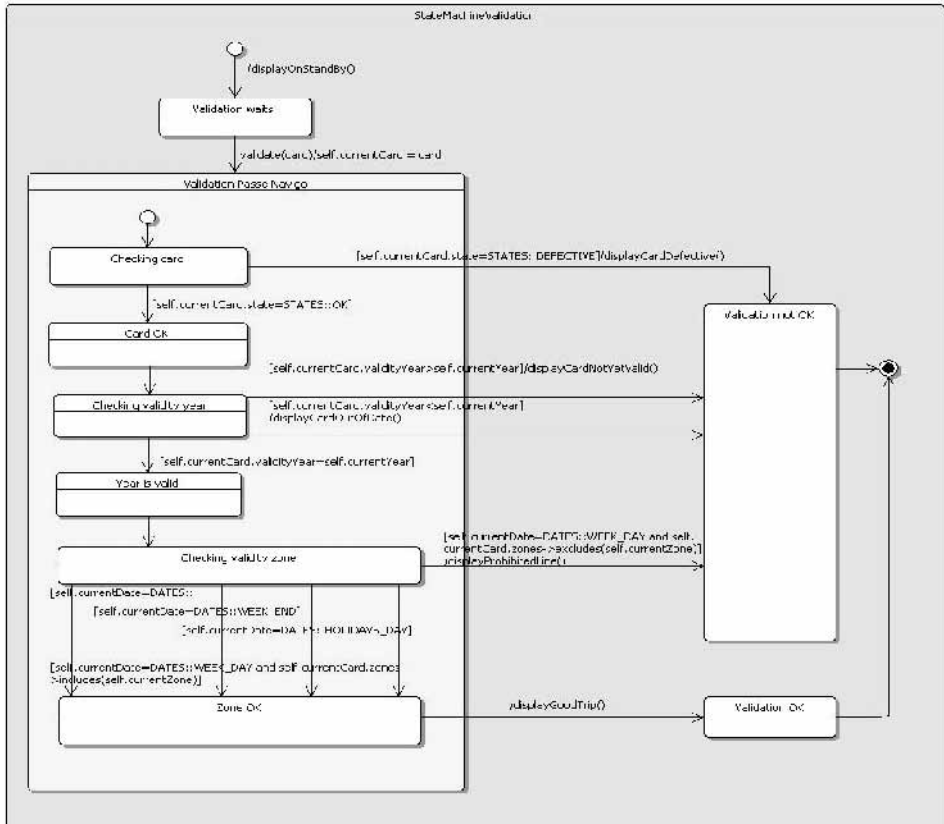 StateMachineValidation
/displayOnStandBy()
Validation waits
validate(card)/self.currentCard = card
Validation Passe Navigo
Checking card
[self.currentCard.state=STATES::DEFECTIVE]/displayCardDefective()
[self.currentCard.state=STATES::OK]
Validation not OK
Card OK
[self.currentCard.validityYear>self.currentYear]/displayCardNotYetValid()
Checking validity year
[self.currentCard.validityYear<self.currentYear]
/displayCardOutOfDate()
[self.currentCard.validityYear=self.currentYear]
Year is valid
[self.currentDate=DATES::WEEK_DAY and self.
currentCard.zones->excludes(self.currentZone)]
/displayProhibitedLine()
Checking validity zone
[self.currentDate=DATES::
[self.currentDate=DATES::WEEK_END]
[self.currentDate=DATES::HOLIDAYS_DAY]
[self.currentDate=DATES::WEEK_DAY and self.currentCard.zones
>includes(self.currentZone)]
Zone OK
/displayGoodTrip()
Validation OK